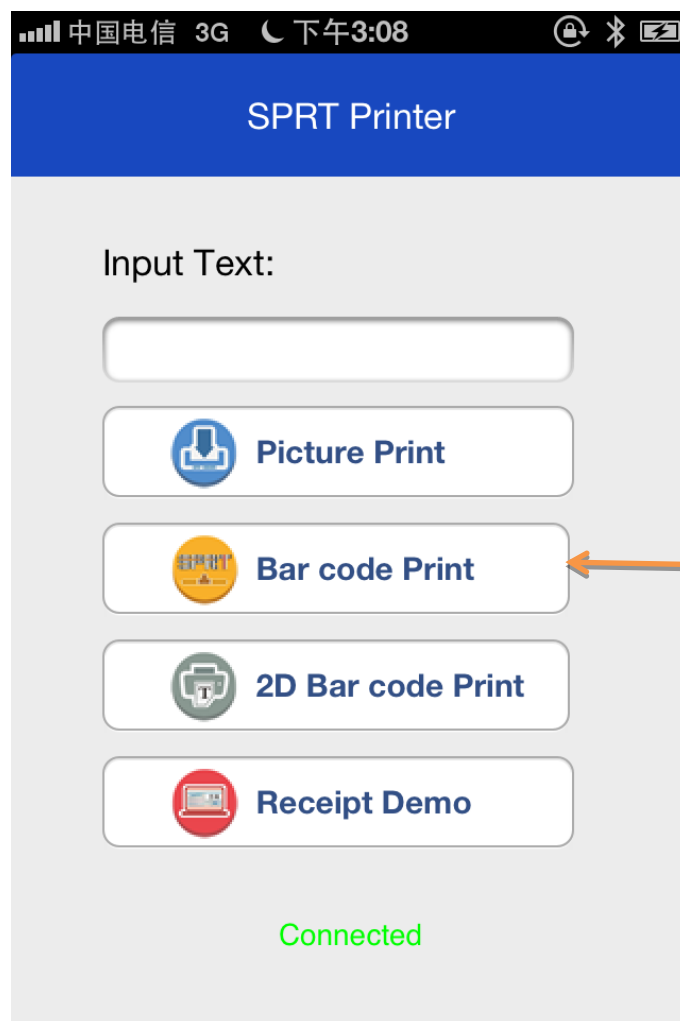 中国电信 3G 下午3:08
SPRT Printer
Input Text:
Picture Print
SPRT
Bar code Print
T
2D Bar code Print
Receipt Demo
Connected